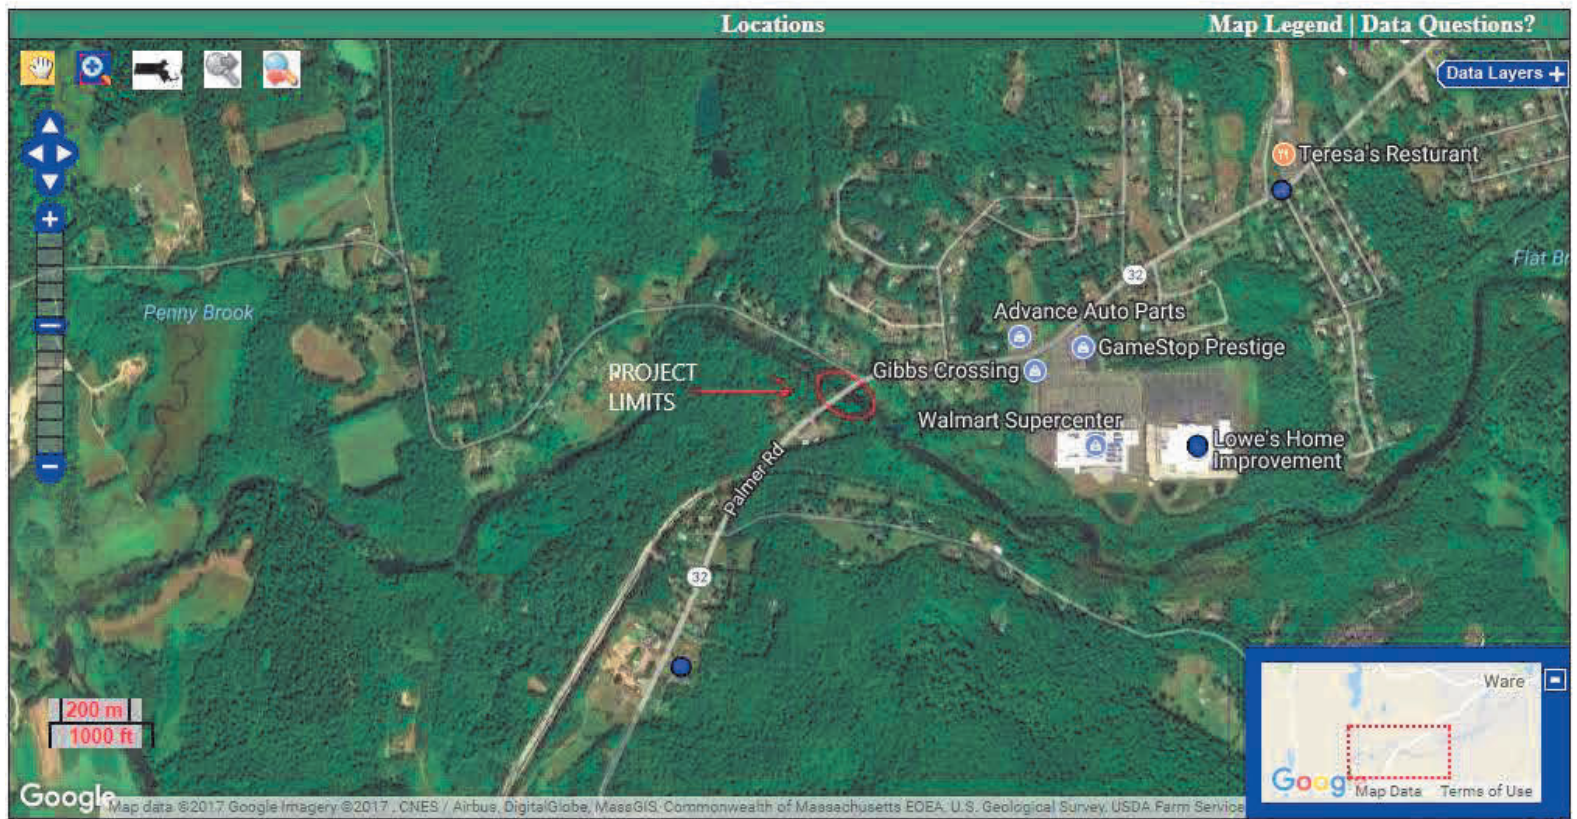 Locations
Map Legend | Data Questions?
Data Layers +
Teresa's Resturant
32
Flat Br
Penny Brook
Advance Auto Parts
GameStop Prestige
PROJECT
LIMITS
Gibbs Crossing
Walmart Supercenter
Lowe's Home
Improvement
Palmer Rd
32
Ware
200 m
1000 ft
Google
Map data ©2017 Google Imagery ©2017 , CNES / Airbus, DigitalGlobe, MassGIS, Commonwealth of Massachusetts EOEA, U.S. Geological Survey, USDA Farm Service
Goog
Map Data
Terms of Use